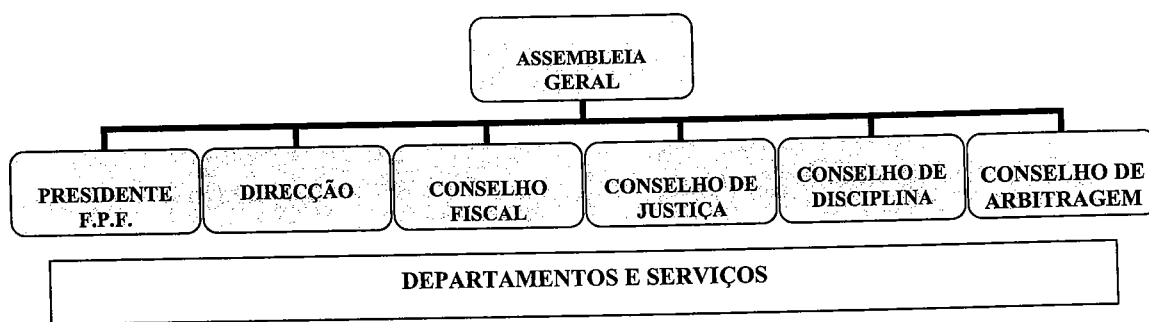 ASSEMBLEIA
GERAL
PRESIDENTE
F.P.F.
DIRECÇÃO
CONSELHO
FISCAL
CONSELHO DE
JUSTIÇA
CONSELHO DE
DISCIPLINA
CONSELHO DE
ARBITRAGEM
DEPARTAMENTOS E SERVIÇOS